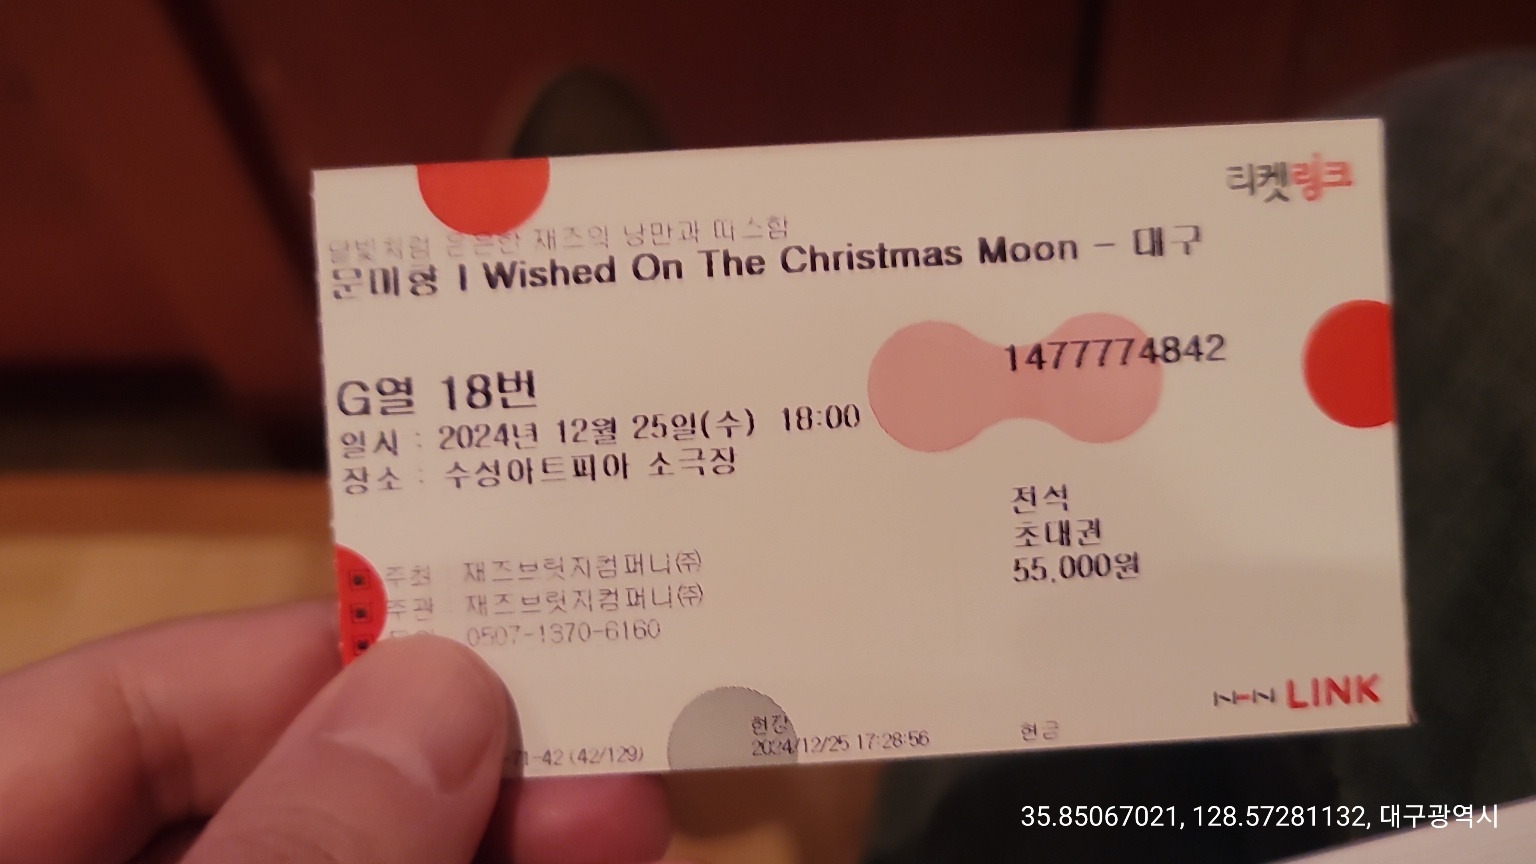 티켓링크
달빛처럼 은은한 재즈의 낭만과 따스함
문미향 I Wished On The Christmas Moon - 대구
1477774842
G열 18번
일시 : 2024년 12월 25일(수) 18:00
장소 : 수성아트피아 소극장
전석
초대권
55,000원
주최 재즈브릿지컴퍼니㈜
주관 재즈브릿지컴퍼니㈜
0507-1370-6160
NHN LINK
현장
현금
-71-42 (42/129)
2024/12/25 17:28:56
35.85067021, 128.57281132, 대구광역시